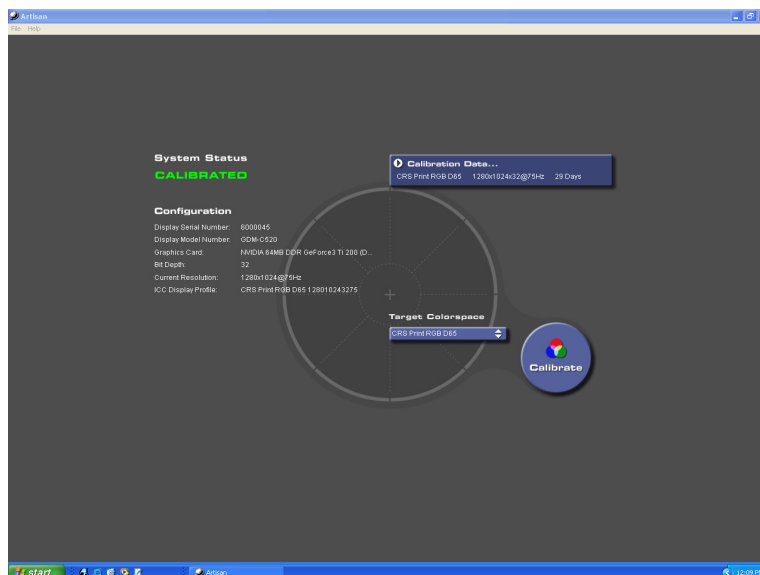 Artisan
File Help
System Status
CALIBRATED
Calibration Data...
CRS Print RGB D65 1280x1024x32@75Hz 29 Days
Configuration
Display Serial Number: 6000045
Display Model Number: GDM-C520
Graphics Card: NVIDIA 64MB DDR GeForce3 Ti 200 (D...
Bit Depth: 32
Current Resolution: 1280x1024@75Hz
ICC Display Profile: CRS Print RGB D65 128010243275
Target Colorspace
CRS Print RGB D65
Calibrate
start Artisan 12:09 PM